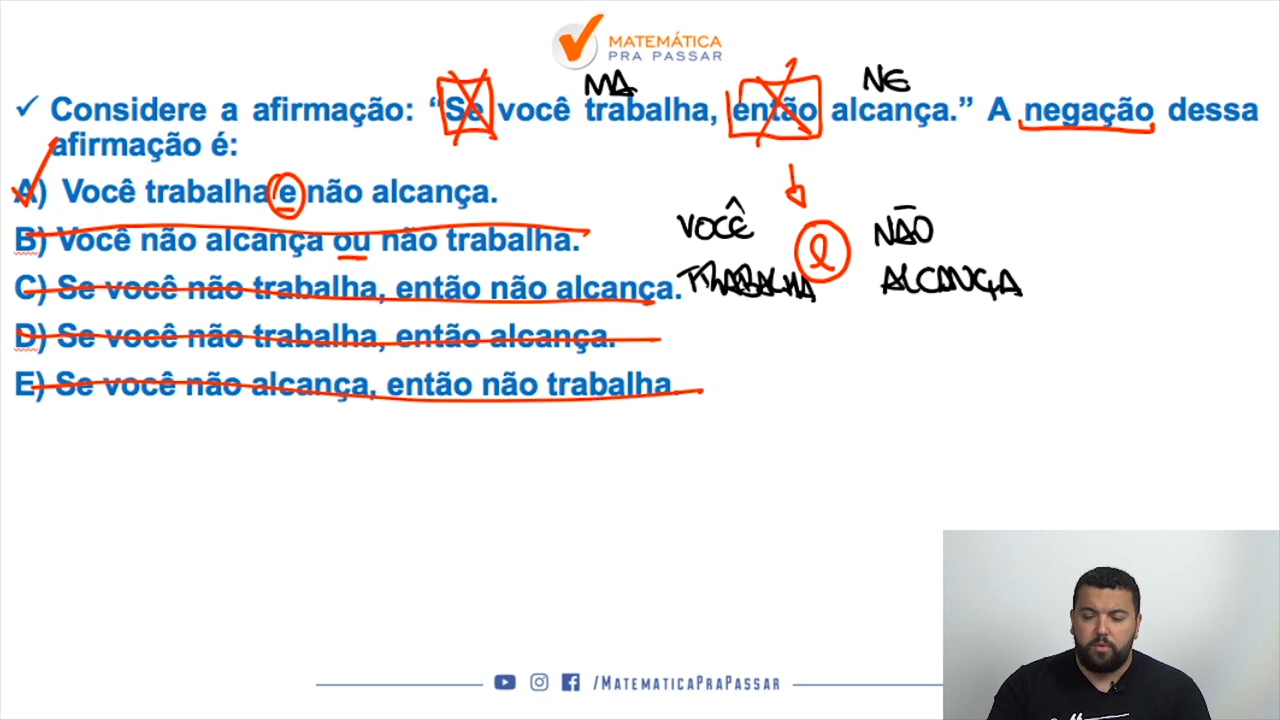 MATEMÁTICA
PRA PASSAR
MA NE
✓ Considere a afirmação: “Se você trabalha, então alcança.” A negação dessa
afirmação é:
A) Você trabalha e não alcança.
B) Você não alcança ou não trabalha.
C) Se você não trabalha, então não alcança.
D) Se você não trabalha, então alcança.
E) Se você não alcança, então não trabalha.
VOCÊ e NÃO
TRABALHA ALCANÇA
/MATEMATICAPRAPASSAR